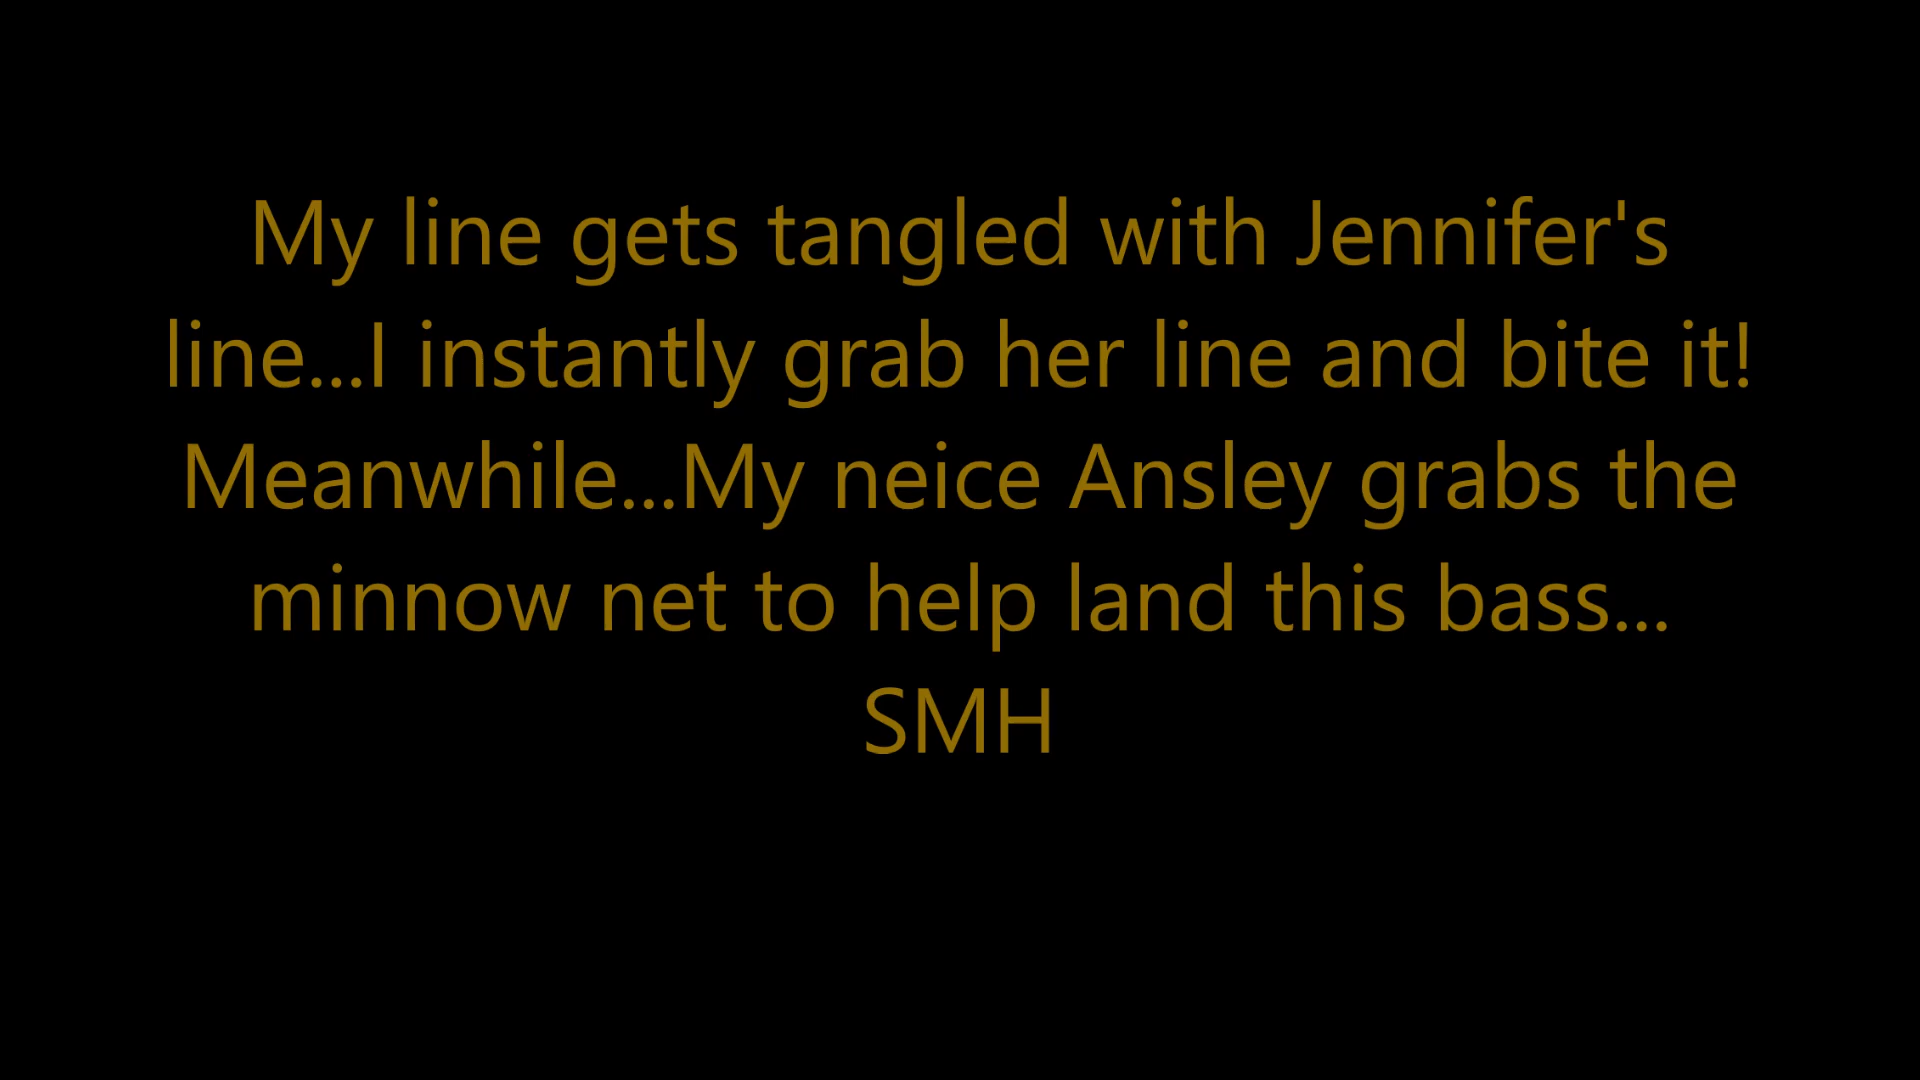 My line gets tangled with Jennifer's
line...I instantly grab her line and bite it!
Meanwhile...My neice Ansley grabs the
minnow net to help land this bass...
SMH